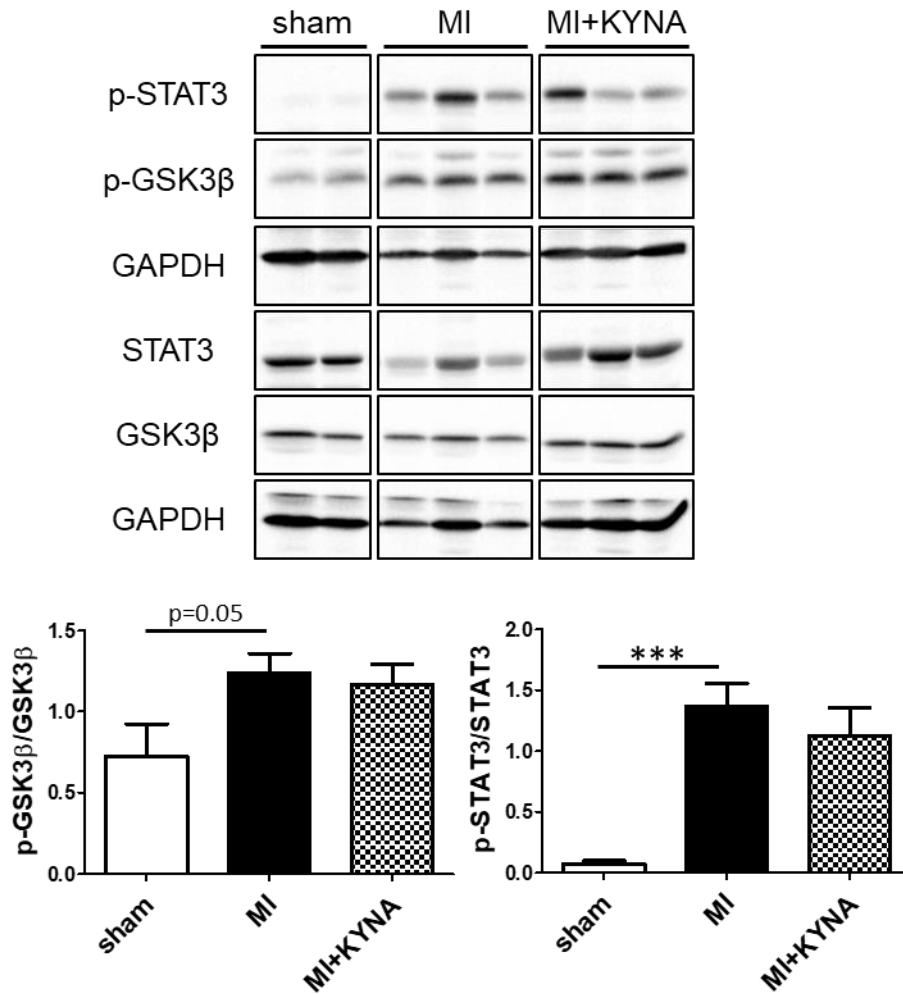 sham MI MI+KYNA
p-STAT3
p-GSK3β
GAPDH
STAT3
GSK3β
GAPDH
p=0.05
1.5
1.0
0.5
0.0
p-GSK3β/GSK3β
sham
MI
MI+KYNA
***
2.0
1.5
1.0
0.5
0.0
p-STAT3/STAT3
sham
MI
MI+KYNA